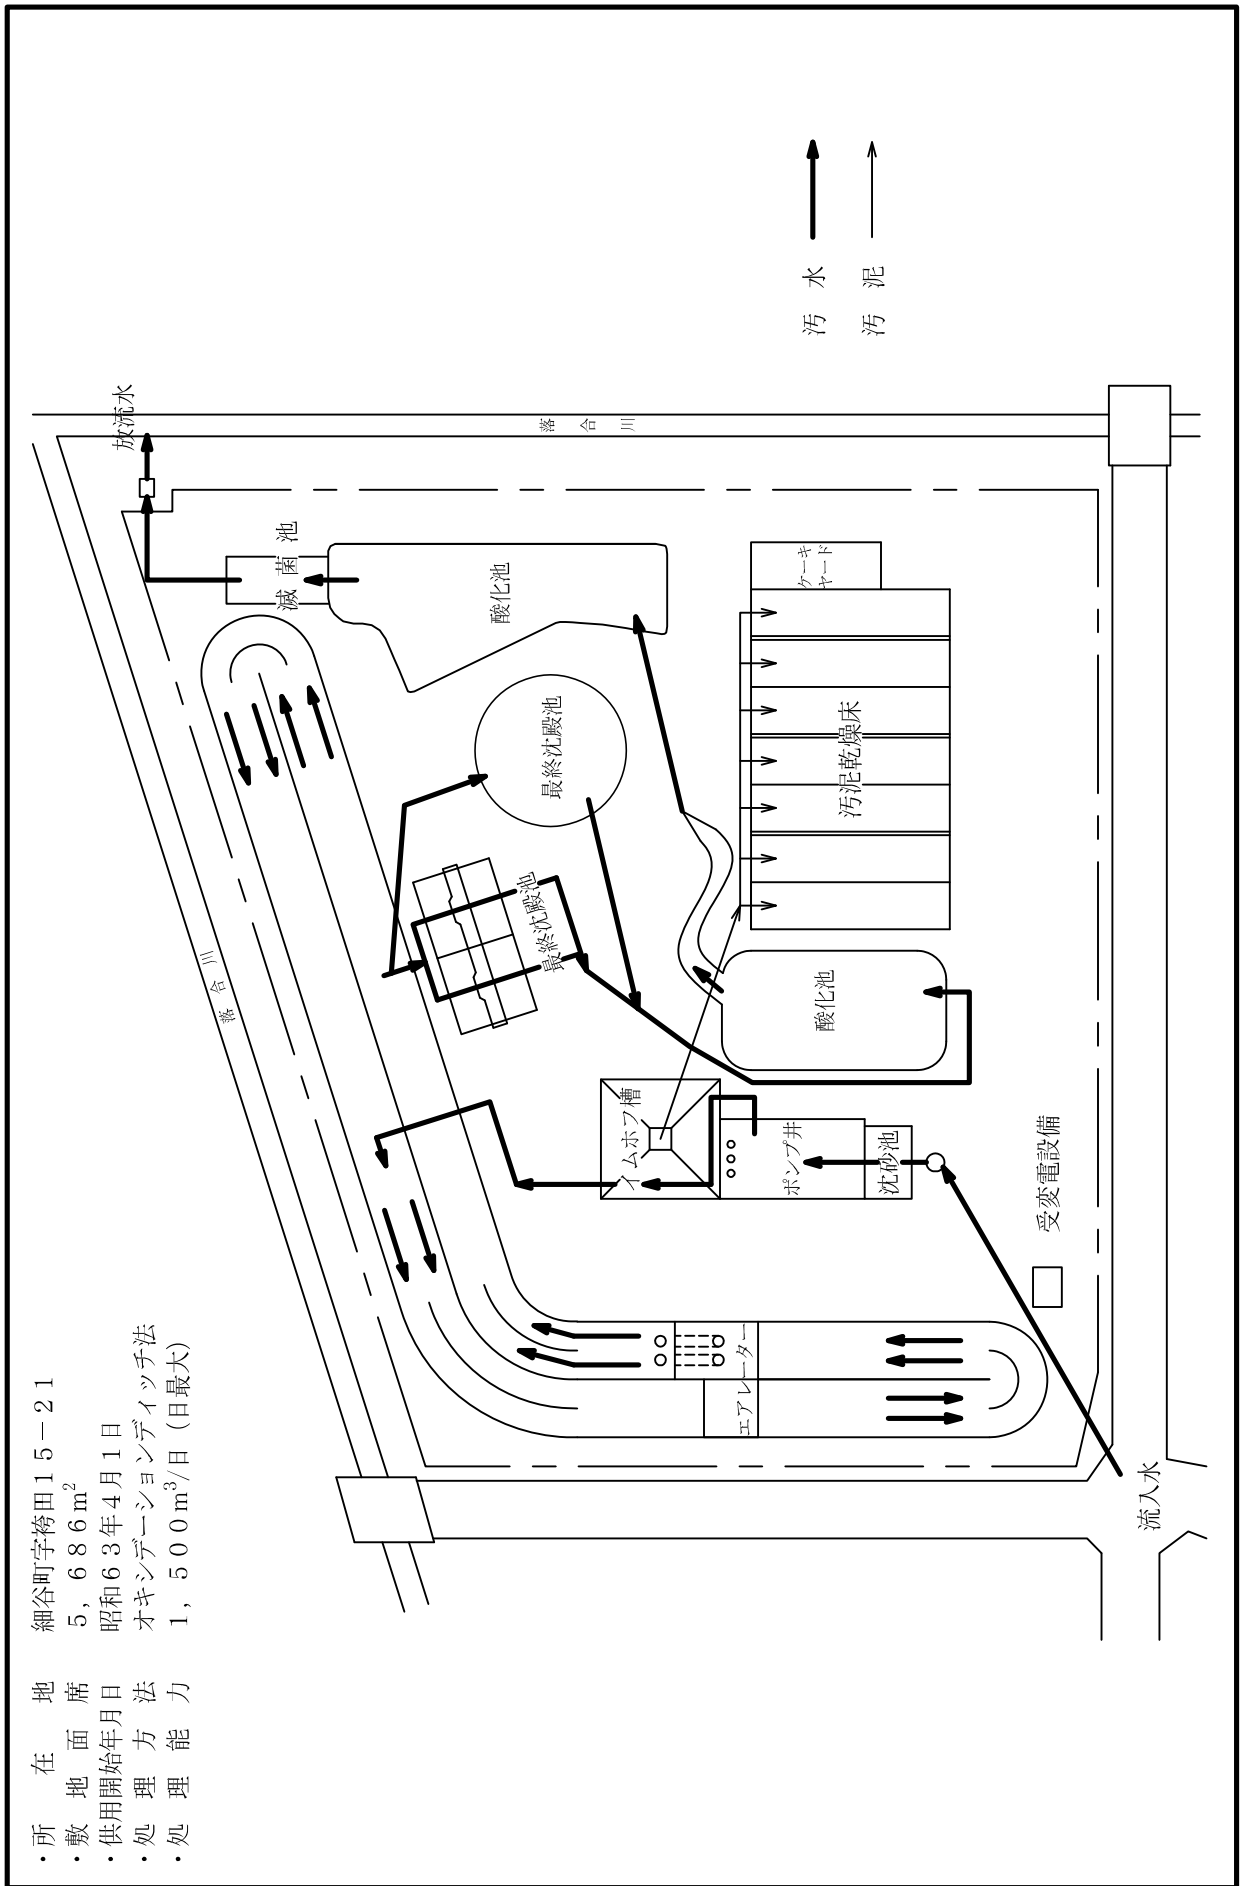 ・所在地 細谷町字袴田１５－２１
・敷地面席 ５，６８６m²
・供用開始年月日 昭和６３年４月１日
・処理方法 オキシデーションディッチ法
・処理能力 １，５００m³/日（日最大）
落合川
放流水
滅菌池
酸化池
最終沈殿池
最終沈殿池
落合川
汚水
汚泥
ケーキ
ヤード
汚泥乾燥床
酸化池
イムホフ槽
ポンプ井
沈砂池
受変電設備
エアレーター
流入水